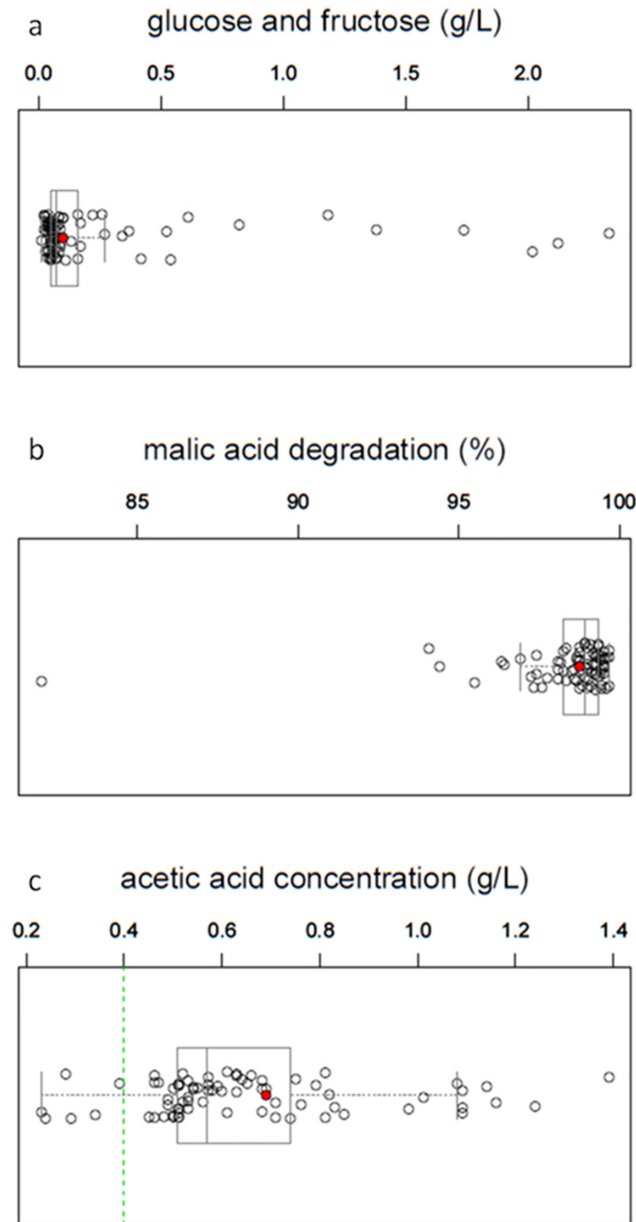 a glucose and fructose (g/L)
0.0 0.5 1.0 1.5 2.0
b malic acid degradation (%)
85 90 95 100
c acetic acid concentration (g/L)
0.2 0.4 0.6 0.8 1.0 1.2 1.4